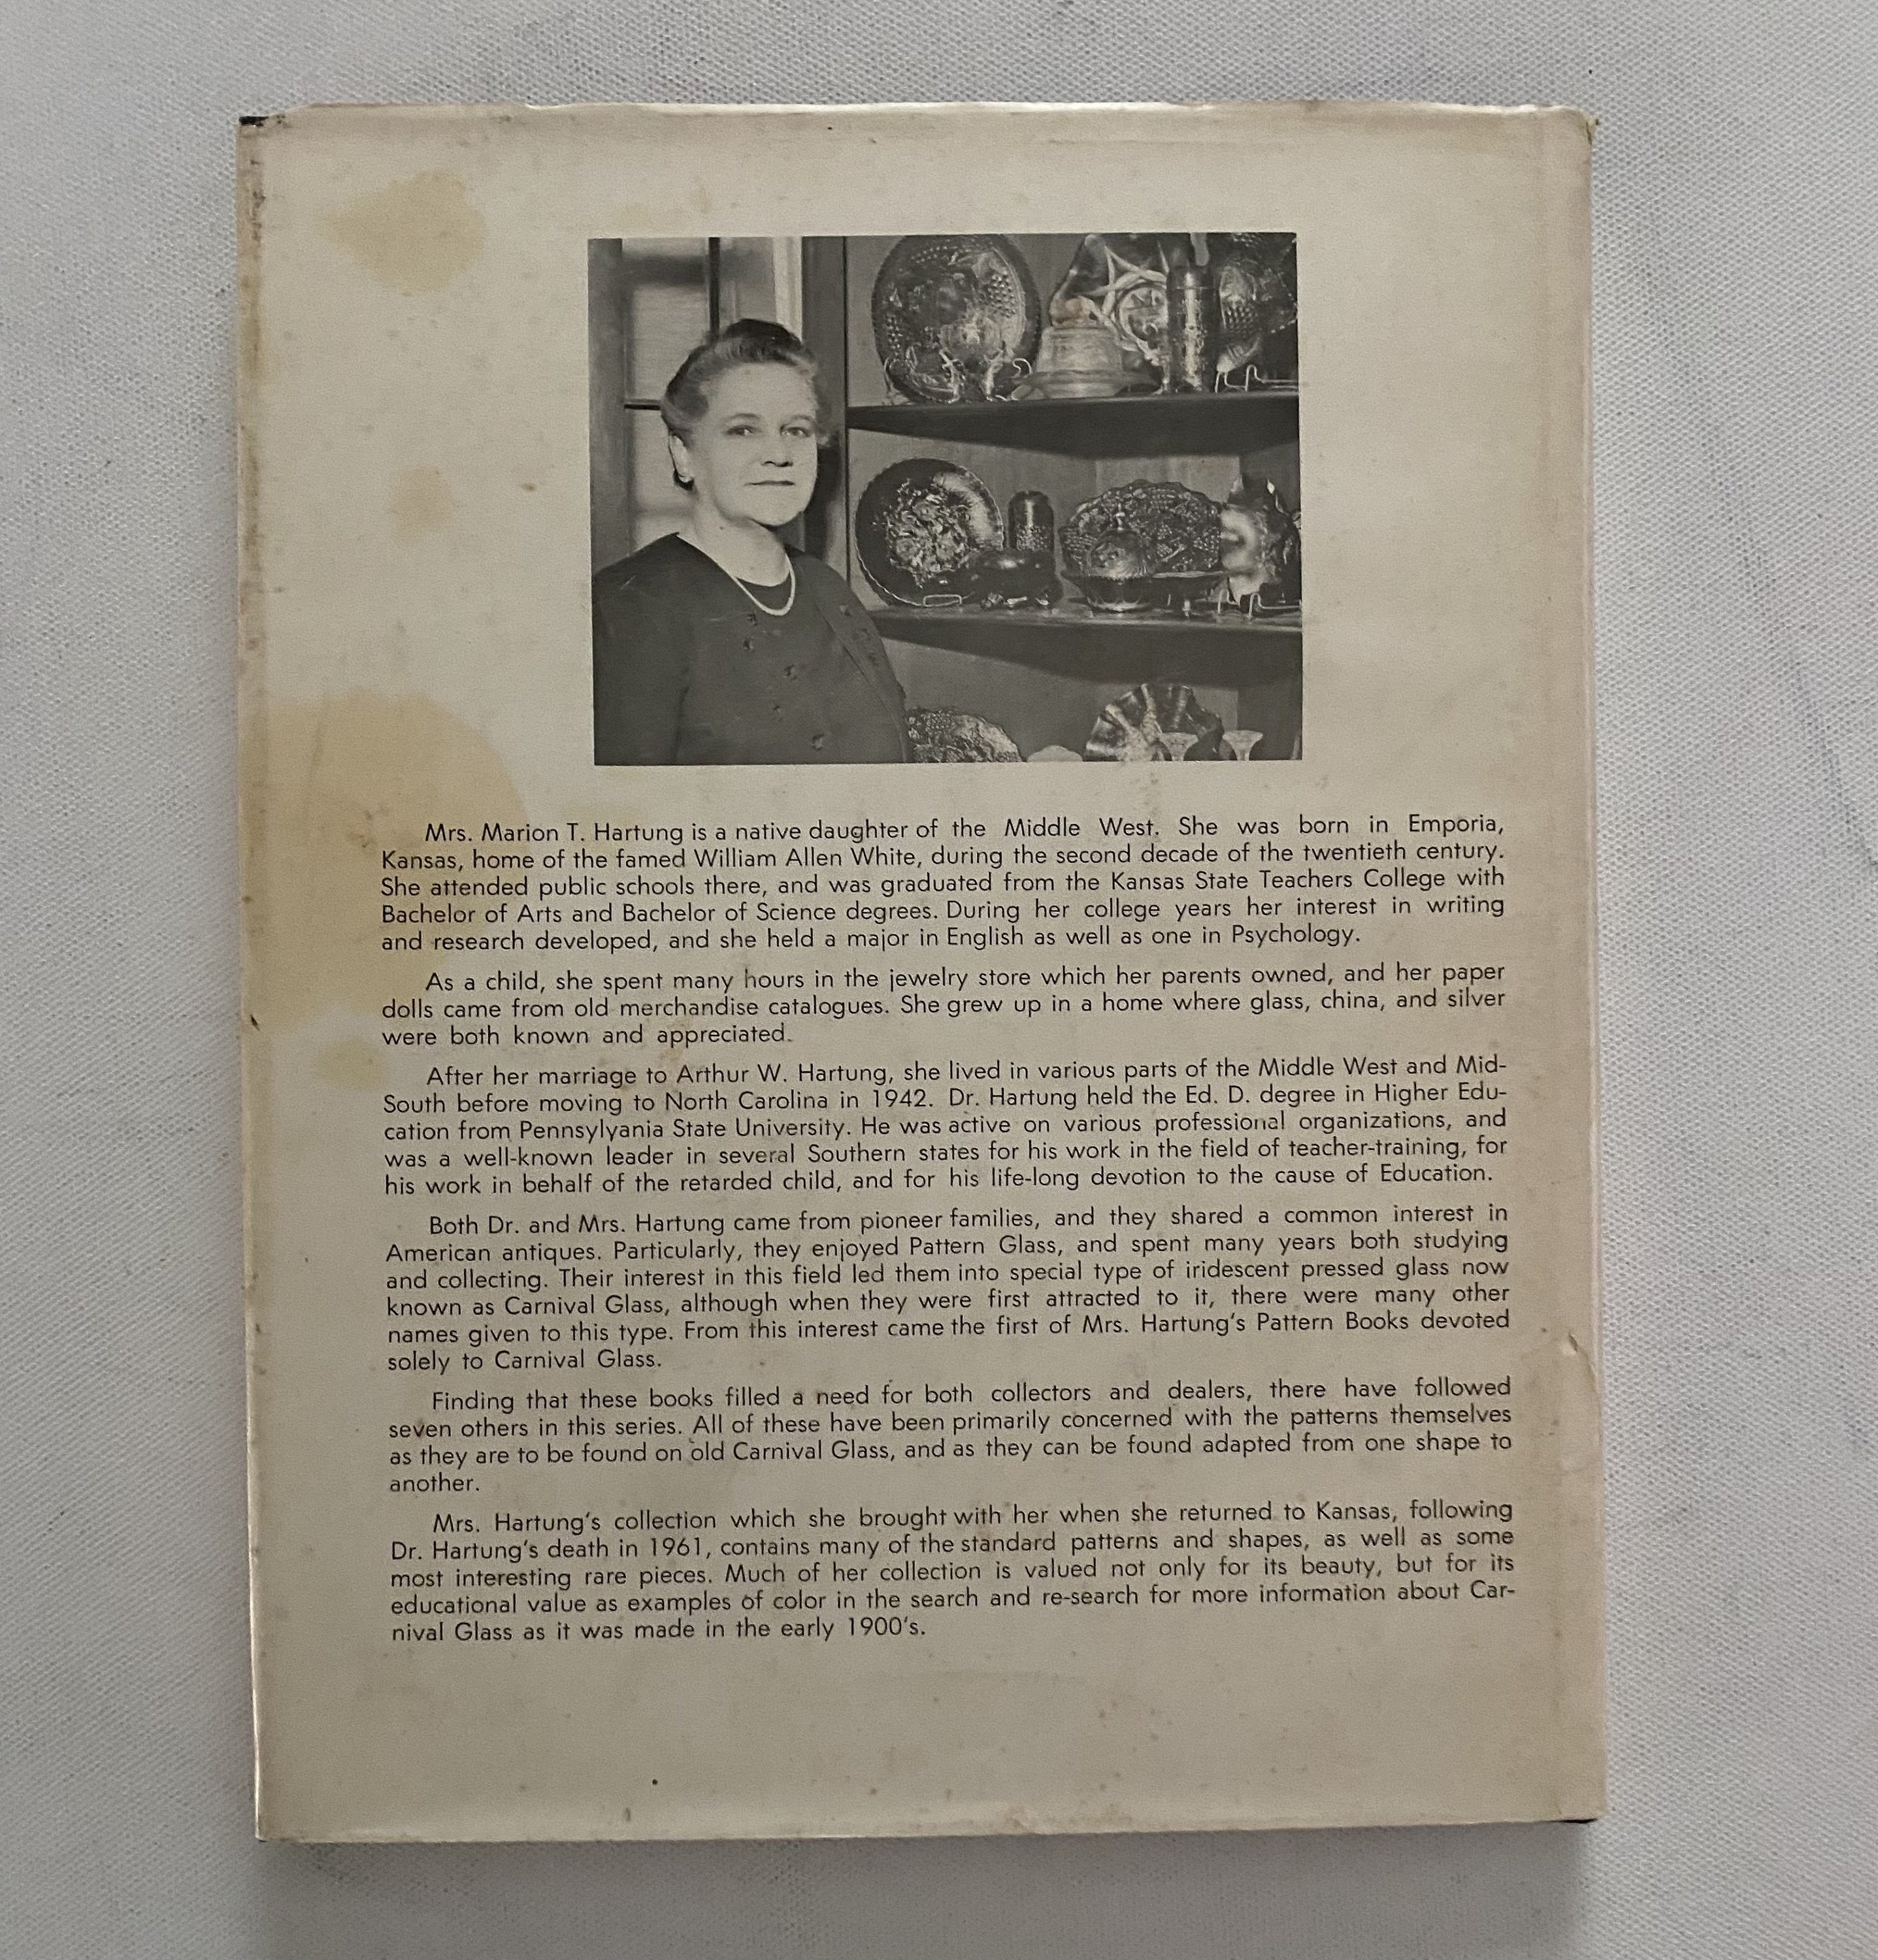 Mrs. Marion T. Hartung is a native daughter of the Middle West. She was born in Emporia,
Kansas, home of the famed William Allen White, during the second decade of the twentieth century.
She attended public schools there, and was graduated from the Kansas State Teachers College with
Bachelor of Arts and Bachelor of Science degrees. During her college years her interest in writing
and research developed, and she held a major in English as well as one in Psychology.
As a child, she spent many hours in the jewelry store which her parents owned, and her paper
dolls came from old merchandise catalogues. She grew up in a home where glass, china, and silver
were both known and appreciated.
After her marriage to Arthur W. Hartung, she lived in various parts of the Middle West and Mid-
South before moving to North Carolina in 1942. Dr. Hartung held the Ed. D. degree in Higher Edu-
cation from Pennsylvania State University. He was active on various professional organizations, and
was a well-known leader in several Southern states for his work in the field of teacher-training, for
his work in behalf of the retarded child, and for his life-long devotion to the cause of Education.
Both Dr. and Mrs. Hartung came from pioneer families, and they shared a common interest in
American antiques. Particularly, they enjoyed Pattern Glass, and spent many years both studying
and collecting. Their interest in this field led them into special type of iridescent pressed glass now
known as Carnival Glass, although when they were first attracted to it, there were many other
names given to this type. From this interest came the first of Mrs. Hartung's Pattern Books devoted
solely to Carnival Glass.
Finding that these books filled a need for both collectors and dealers, there have followed
seven others in this series. All of these have been primarily concerned with the patterns themselves
as they are to be found on old Carnival Glass, and as they can be found adapted from one shape to
another.
Mrs. Hartung's collection which she brought with her when she returned to Kansas, following
Dr. Hartung's death in 1961, contains many of the standard patterns and shapes, as well as some
most interesting rare pieces. Much of her collection is valued not only for its beauty, but for its
educational value as examples of color in the search and re-search for more information about Car-
nival Glass as it was made in the early 1900's.